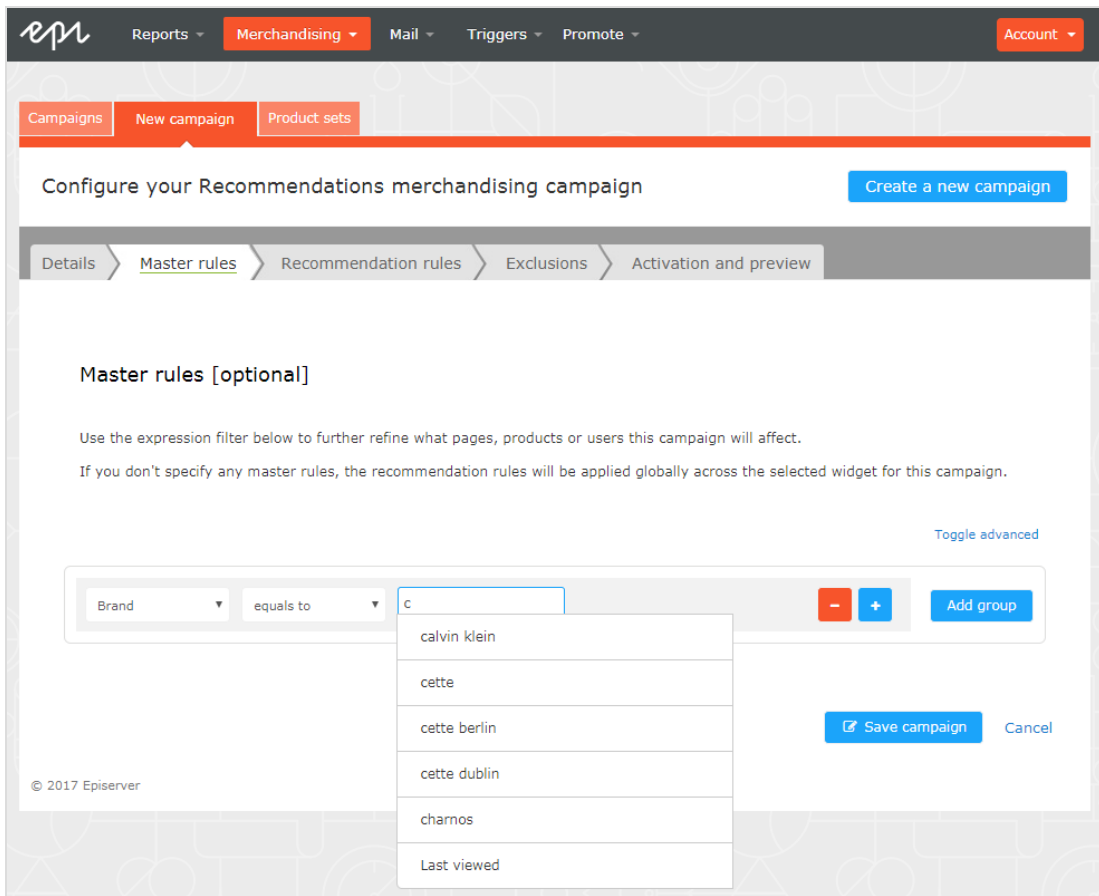 epi Reports Merchandising Mail Triggers Promote Account
Campaigns New campaign Product sets
Configure your Recommendations merchandising campaign Create a new campaign
Details Master rules Recommendation rules Exclusions Activation and preview
Master rules [optional]
Use the expression filter below to further refine what pages, products or users this campaign will affect.
If you don't specify any master rules, the recommendation rules will be applied globally across the selected widget for this campaign.
Toggle advanced
Brand equals to c - + Add group
calvin klein
cette
cette berlin
Save campaign Cancel
cette dublin
© 2017 Episerver
charnos
Last viewed